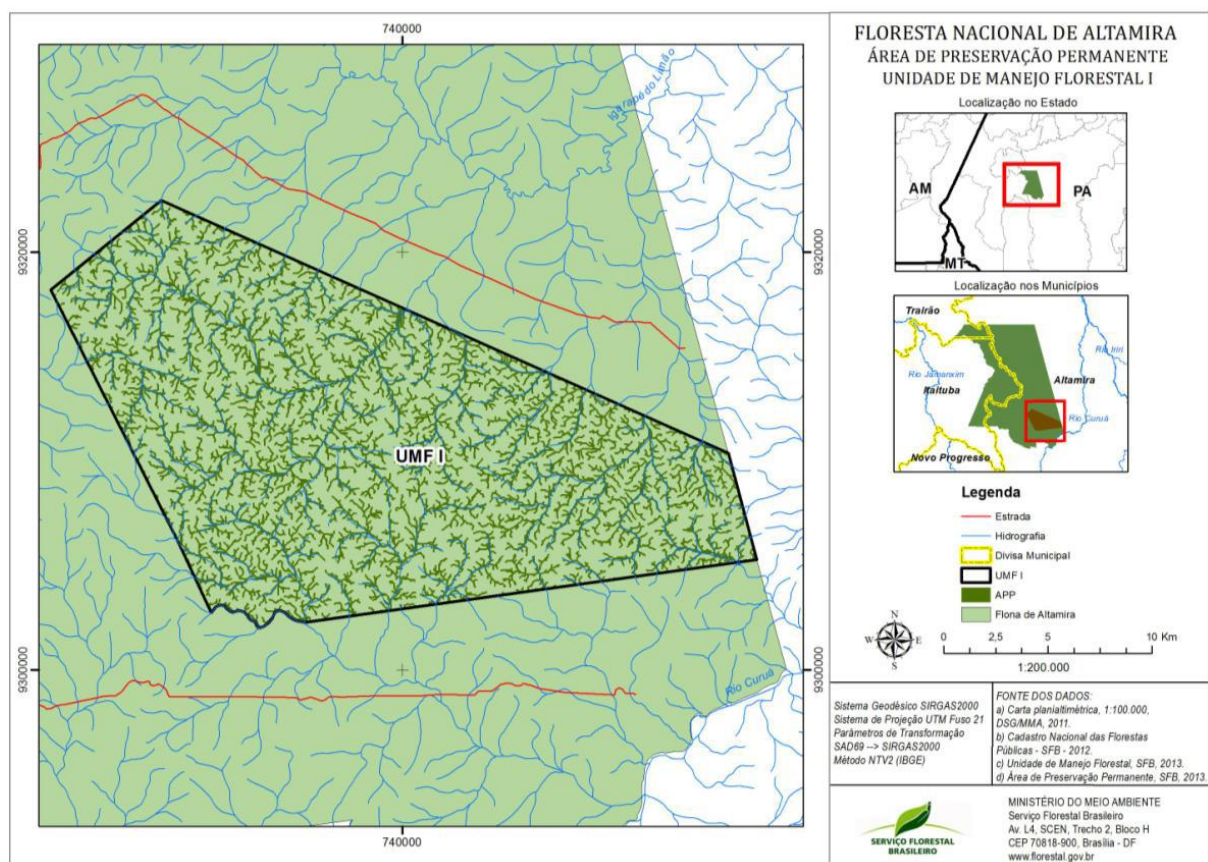 740000
9320000
9320000
Igarapé do Lanão
UMF I
9300000
9300000
Rio Curuá
740000
FLORESTA NACIONAL DE ALTAMIRA
ÁREA DE PRESERVAÇÃO PERMANENTE
UNIDADE DE MANEJO FLORESTAL I
Localização no Estado
AM
PA
MT
Localização nos Municípios
Trairão
Rio Iriri
Rio Jamanxim
Altamira
Itaituba
Rio Curuá
Novo Progresso
Legenda
Estrada
Hidrografia
Divisa Municipal
UMF I
APP
Flona de Altamira
N
W E
S
0 2,5 5 10 Km
1:200.000
Sistema Geodésico SIRGAS2000
Sistema de Projeção UTM Fuso 21
Parâmetros de Transformação
SAD69 --> SIRGAS2000
Método NTV2 (IBGE)
FONTE DOS DADOS:
a) Carta planialtimétrica, 1:100.000,
DSG/MMA, 2011.
b) Cadastro Nacional das Florestas
Públicas - SFB - 2012.
c) Unidade de Manejo Florestal, SFB, 2013.
d) Área de Preservação Permanente, SFB, 2013.
SERVIÇO FLORESTAL
BRASILEIRO
MINISTÉRIO DO MEIO AMBIENTE
Serviço Florestal Brasileiro
Av. L4, SCEN, Trecho 2, Bloco H
CEP 70818-900, Brasília - DF
www.florestal.gov.br